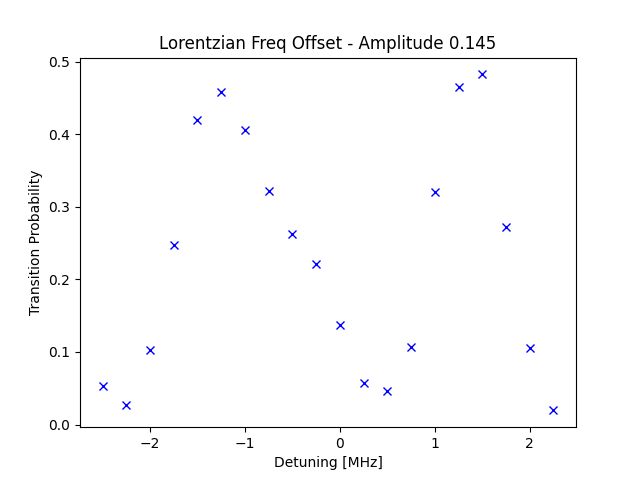 Lorentzian Freq Offset - Amplitude 0.145
Transition Probability
0.5
0.4
0.3
0.2
0.1
0.0
−2 −1 0 1 2
Detuning [MHz]